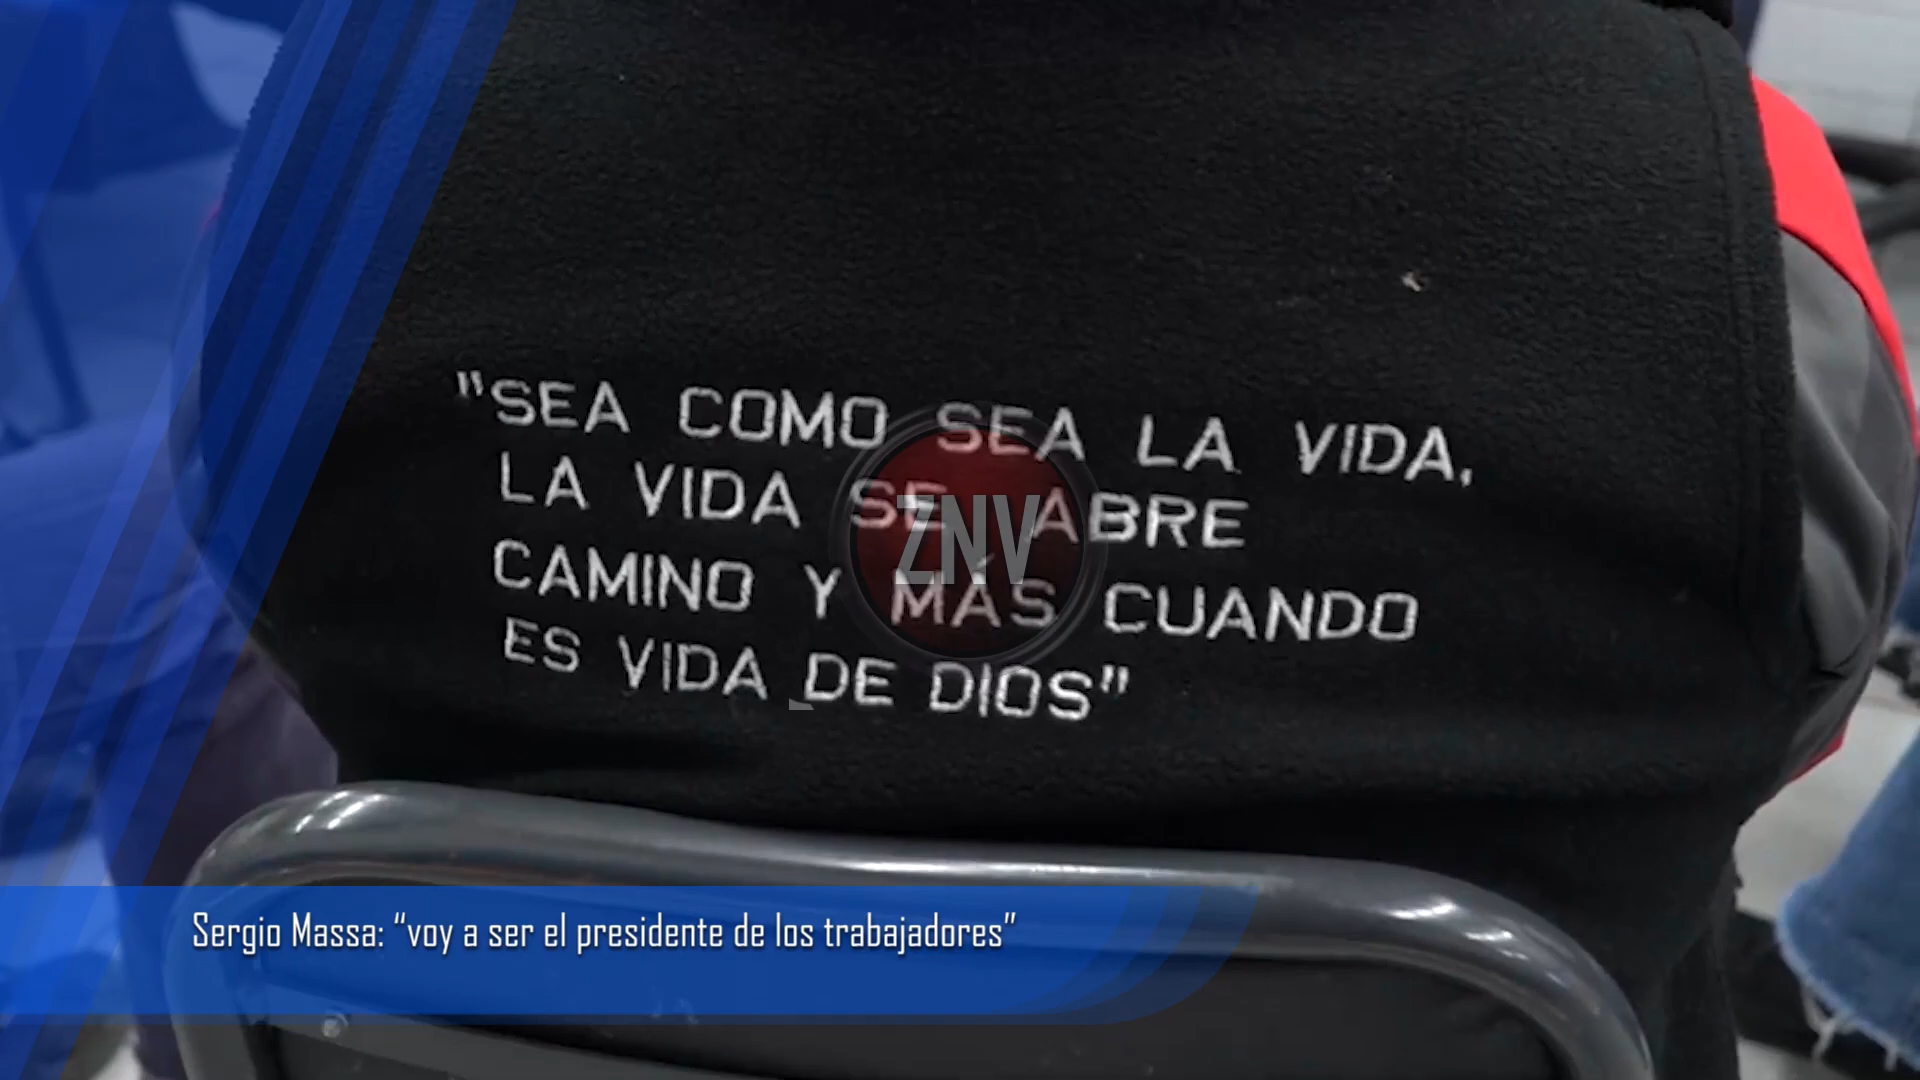 "SEA COMO SEA LA VIDA,
LA VIDA SE ABRE
CAMINO Y MÁS CUANDO
ES VIDA DE DIOS"
ZNV
Sergio Massa: “voy a ser el presidente de los trabajadores”